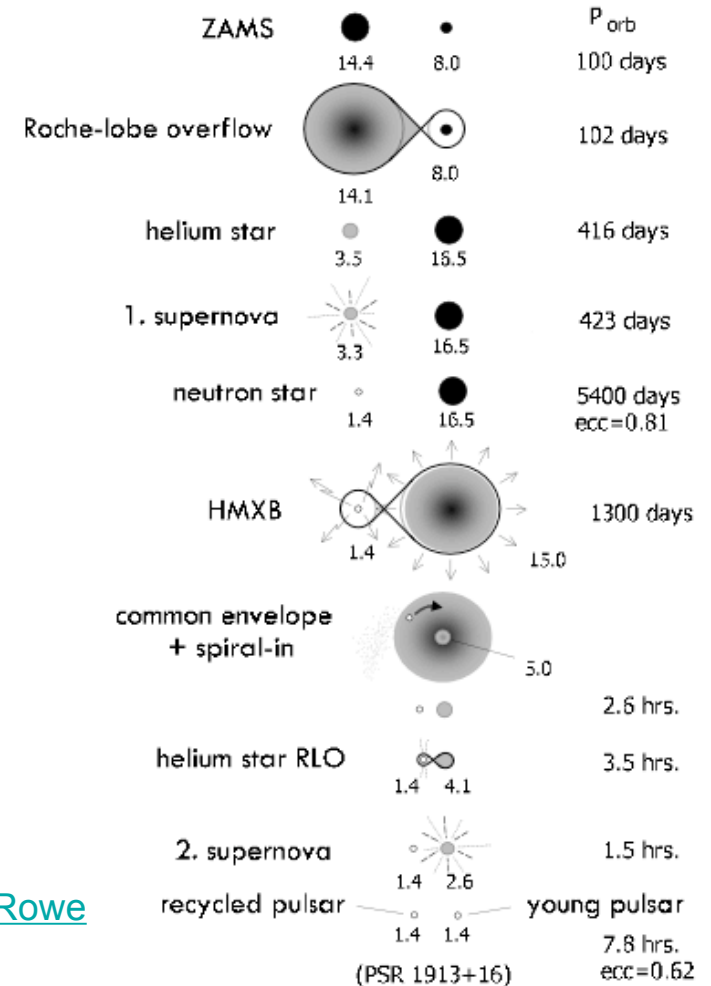 ZAMS 14.4 8.0 P orb 100 days
Roche-lobe overflow 14.1 8.0 102 days
helium star 3.5 16.5 416 days
1. supernova 3.3 16.5 423 days
neutron star 1.4 16.5 5400 days
ecc=0.81
HMXB 1.4 15.0 1300 days
common envelope
+ spiral-in 5.0
2.6 hrs.
helium star RLO 1.4 4.1 3.5 hrs.
2. supernova 1.4 2.6 1.5 hrs.
Rowe
recycled pulsar 1.4 1.4 young pulsar
7.8 hrs.
(PSR 1913+16) ecc=0.62